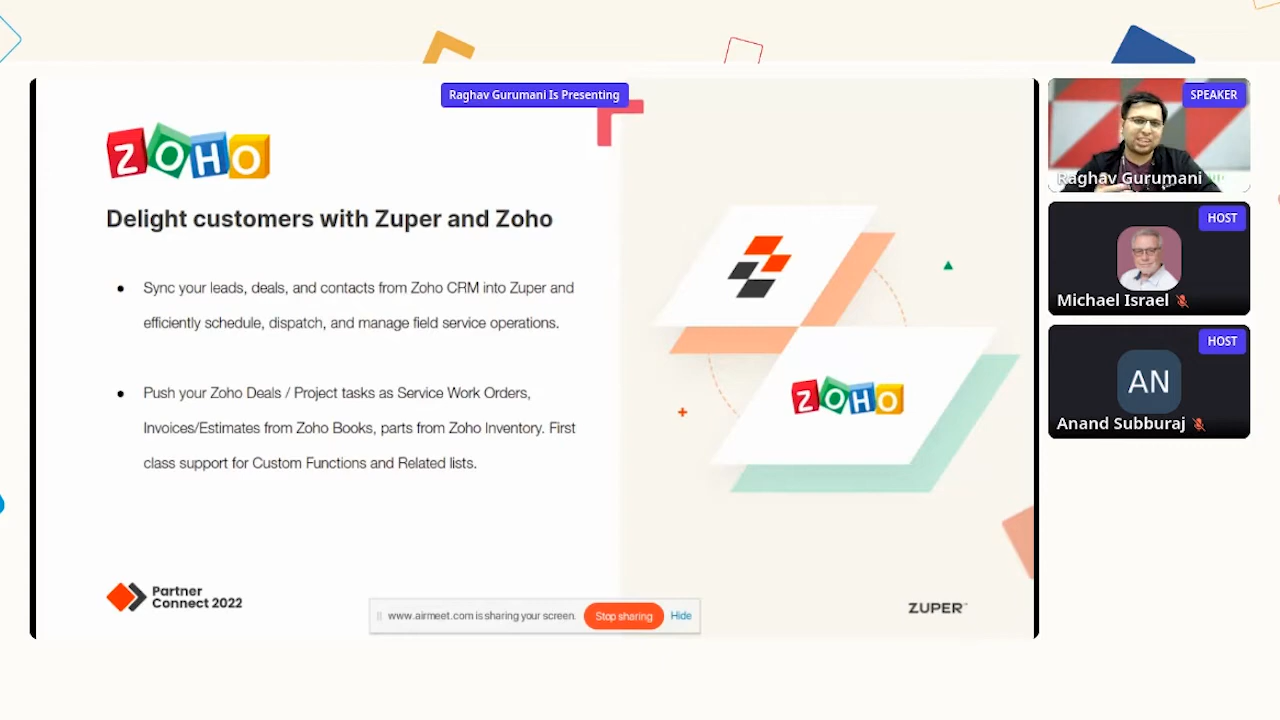 Raghav Gurumani Is Presenting
ZOHO
Delight customers with Zuper and Zoho
• Sync your leads, deals, and contacts from Zoho CRM into Zuper and
efficiently schedule, dispatch, and manage field service operations.
• Push your Zoho Deals / Project tasks as Service Work Orders,
Invoices/Estimates from Zoho Books, parts from Zoho Inventory. First
class support for Custom Functions and Related lists.
ZOHO
Partner
Connect 2022
www.airmeet.com is sharing your screen.
Stop sharing
Hide
ZUPER
SPEAKER
Raghav Gurumani
HOST
Michael Israel
HOST
AN
Anand Subburaj